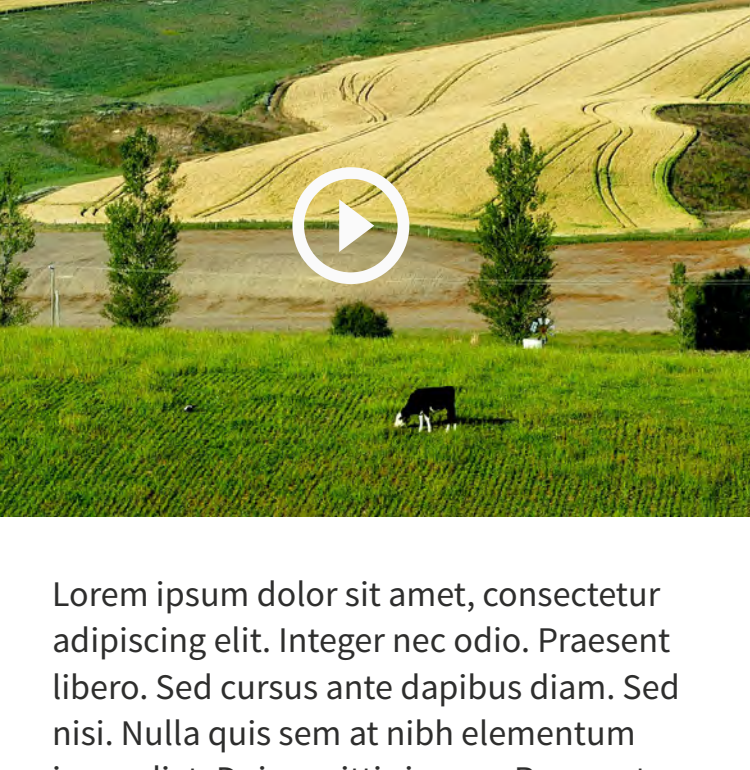 Lorem ipsum dolor sit amet, consectetur
adipiscing elit. Integer nec odio. Praesent
libero. Sed cursus ante dapibus diam. Sed
nisi. Nulla quis sem at nibh elementum